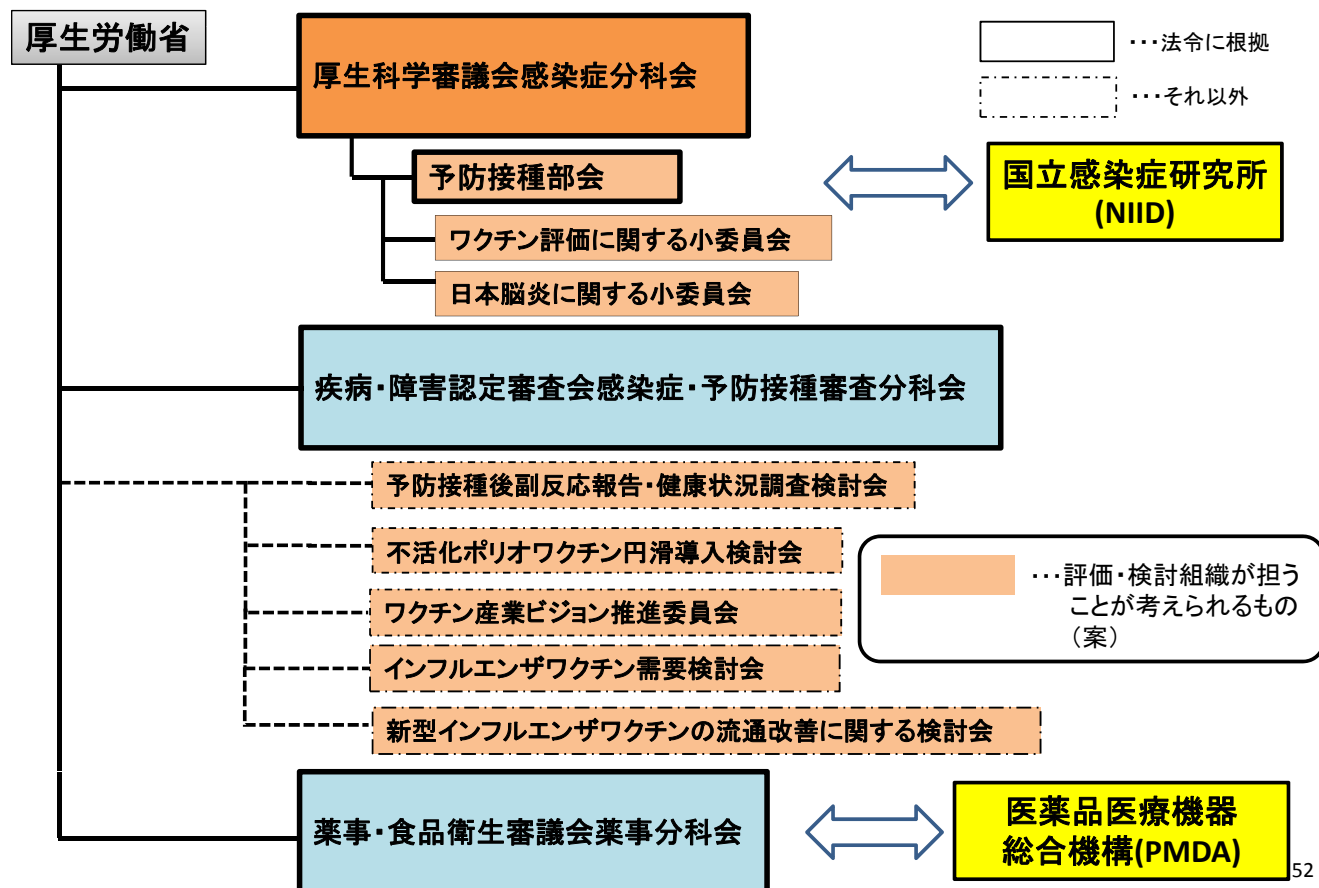 厚生労働省
厚生科学審議会感染症分科会
・・・法令に根拠
・・・それ以外
予防接種部会
国立感染症研究所
(NIID)
ワクチン評価に関する小委員会
日本脳炎に関する小委員会
疾病・障害認定審査会感染症・予防接種審査分科会
予防接種後副反応報告・健康状況調査検討会
不活化ポリオワクチン円滑導入検討会
ワクチン産業ビジョン推進委員会
インフルエンザワクチン需要検討会
新型インフルエンザワクチンの流通改善に関する検討会
・・・評価・検討組織が担う
ことが考えられるもの
（案）
薬事・食品衛生審議会薬事分科会
医薬品医療機器
総合機構(PMDA)
52